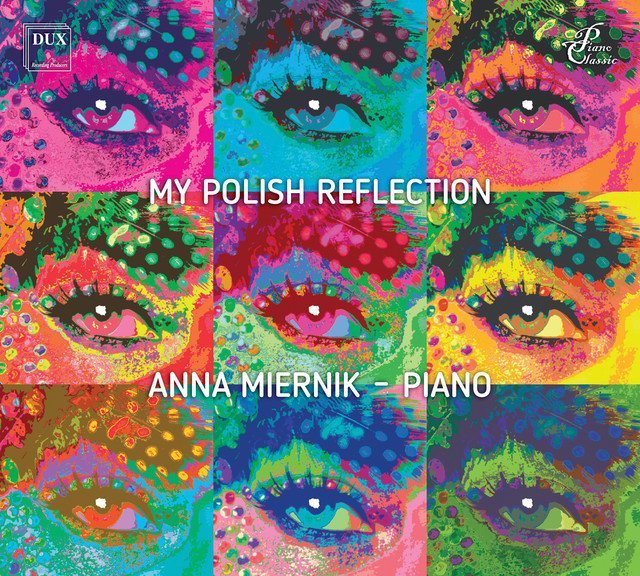 DUX
Recording Producers
Piano
Classic
MY POLISH REFLECTION
ANNA MIERNIK – PIANO